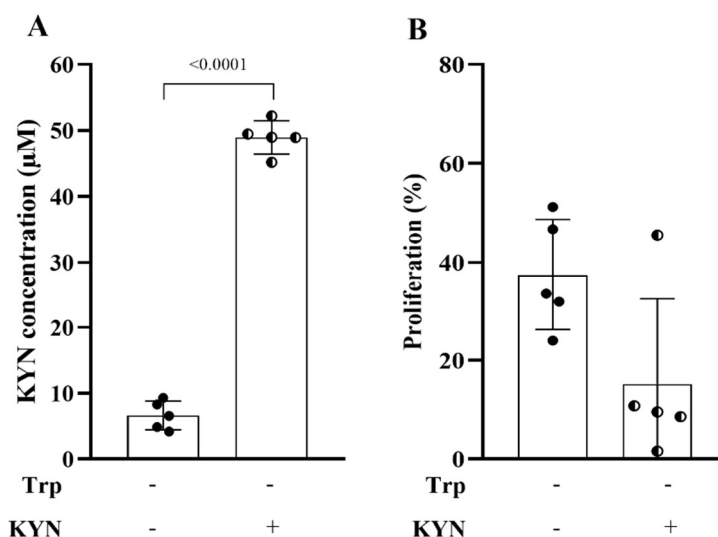 A
KYN concentration (μM)
60
50
40
30
20
10
0
<0.0001
Trp - -
KYN - +
B
Proliferation (%)
80
60
40
20
0
Trp - -
KYN - +